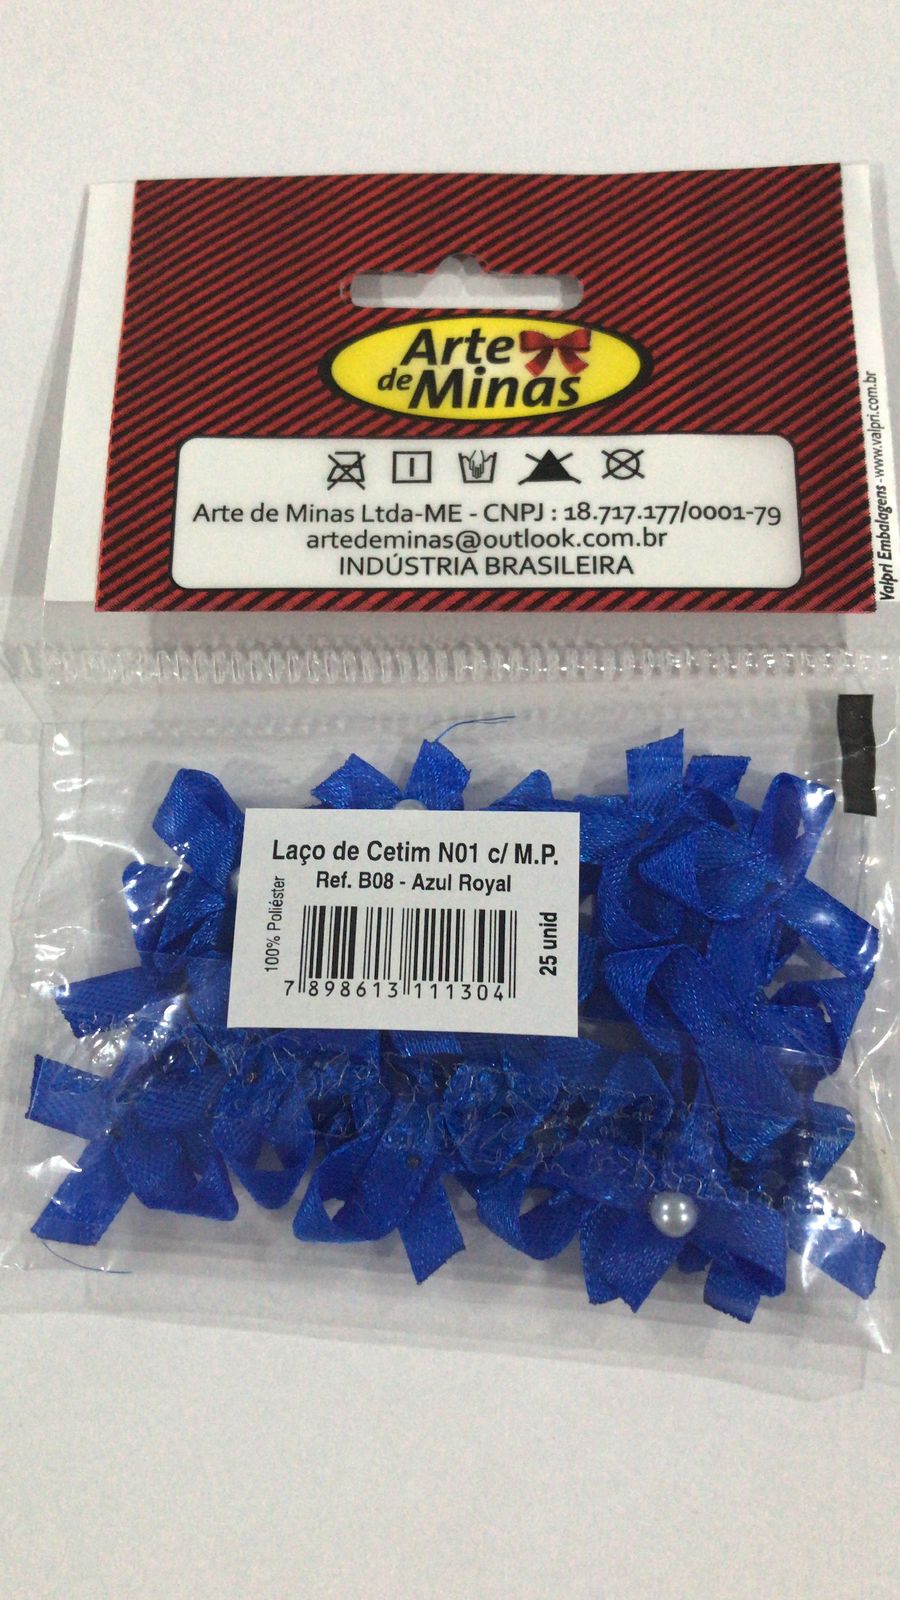 Arte
de Minas
Arte de Minas Ltda-ME - CNPJ : 18.717.177/0001-79
artedeminas@outlook.com.br
INDÚSTRIA BRASILEIRA
Valpri Embalagens - www.valpri.com.br
Laço de Cetim N01 c/ M.P.
Ref. B08 - Azul Royal
100% Poliéster
25 unid
7 898613 111304